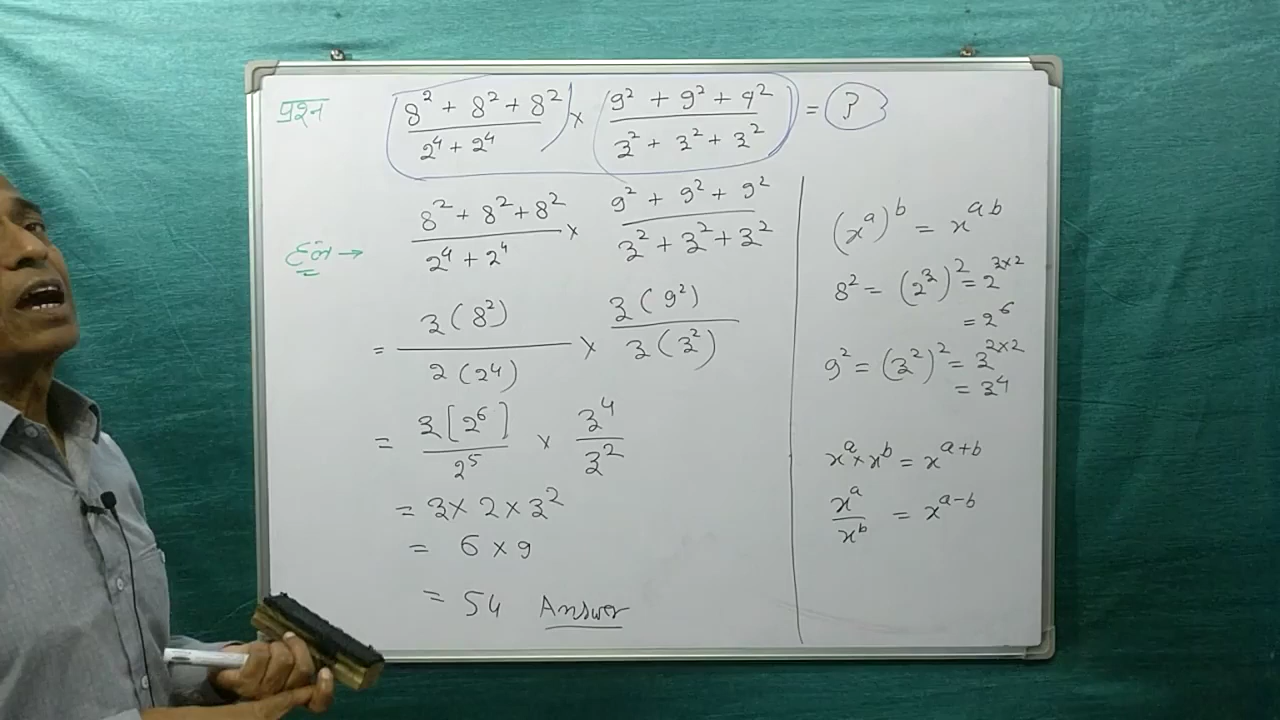 प्रश्न (8² + 8² + 8²)/(2⁴ + 2⁴) × (9² + 9² + 9²)/(3² + 3² + 3²) = ?
हल → (8² + 8² + 8²)/(2⁴ + 2⁴) × (9² + 9² + 9²)/(3² + 3² + 3²)
= 3(8²)/2(2⁴) × 3(9²)/3(3²)
= 3[2⁶]/2⁵ × 3⁴/3²
= 3 × 2 × 3²
= 6 × 9
= 54 Answer
(xᵃ)ᵇ = xᵃᵇ
8² = (2³)² = 2³ˣ²
= 2⁶
9² = (3²)² = 3²ˣ²
= 3⁴
xᵃ × xᵇ = xᵃ⁺ᵇ
xᵃ/xᵇ = xᵃ⁻ᵇ